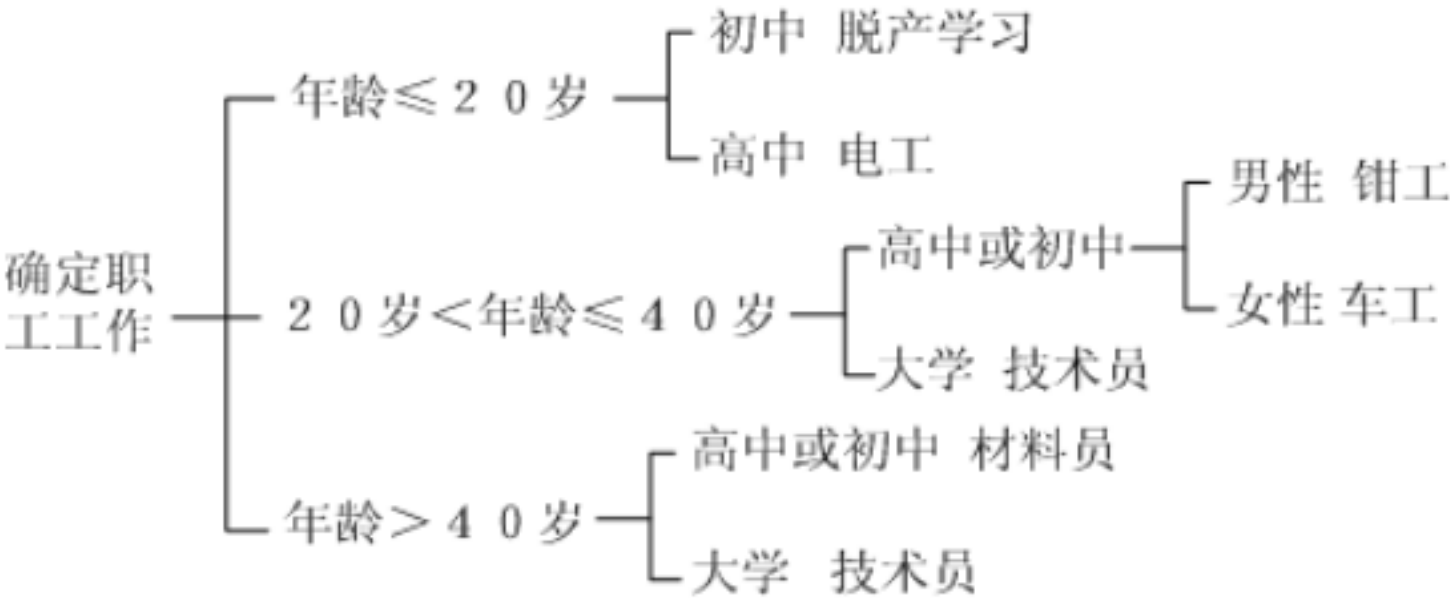 初中 脱产学习
年龄≤20岁
高中 电工
男性 钳工
高中或初中
确定职
工工作
20岁<年龄≤40岁
女性 车工
大学 技术员
高中或初中 材料员
年龄>40岁
大学 技术员